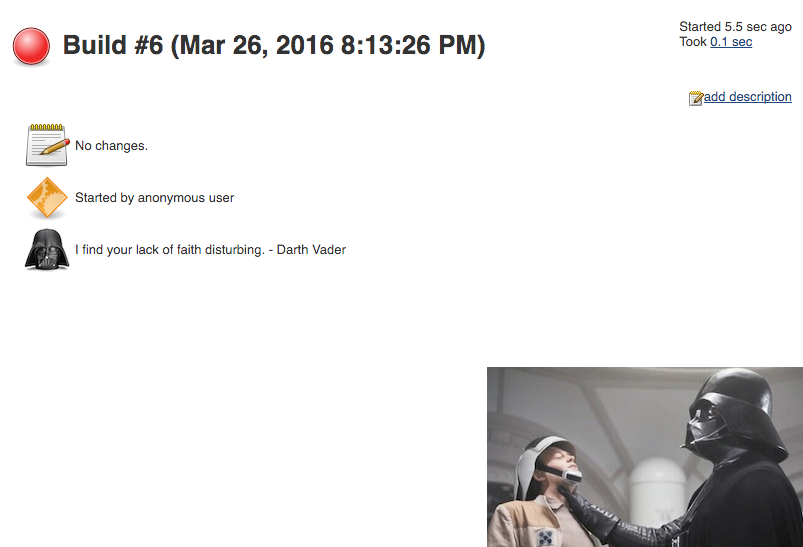 Build #6 (Mar 26, 2016 8:13:26 PM)
Started 5.5 sec ago
Took 0.1 sec
add description
No changes.
Started by anonymous user
I find your lack of faith disturbing. - Darth Vader